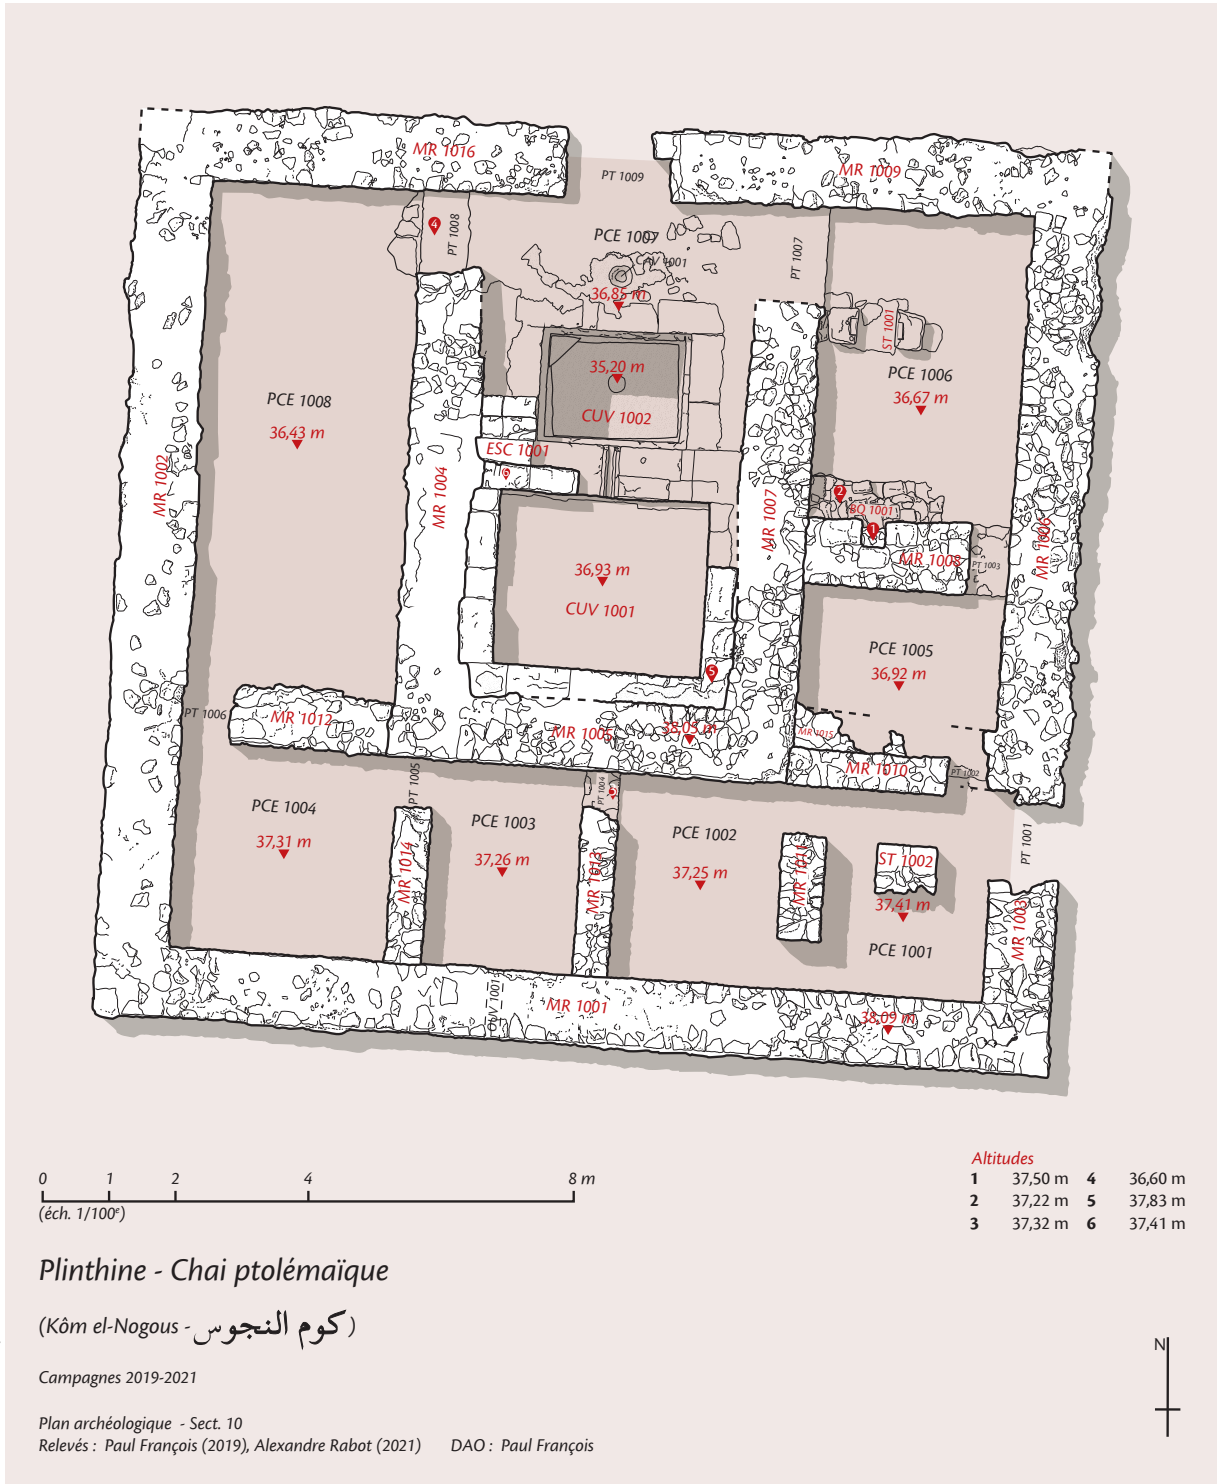 MR 1016
MR 1009
PT 1009
4
PT 1008
PCE 1007
CAV 1001
PT 1007
36,85 m
ST 1001
35,20 m
PCE 1006
PCE 1008
36,67 m
36,43 m
CUV 1002
ESC 1001
6
MR 1002
MR 1004
MR 1007
2
BQ 1001
1
MR 1006
MR 1008
PT 1003
36,93 m
CUV 1001
PCE 1005
5
36,92 m
PT 1006
MR 1012
MR 1005
38,05 m
MR 1015
MR 1010
PT 1002
PT 1005
PT 1004
3
PCE 1004
PCE 1003
PCE 1002
PT 1001
37,31 m
37,26 m
MR 1014
MR 1013
37,25 m
MR 1011
ST 1002
37,41 m
MR 1003
PCE 1001
OUV 1001
MR 1001
38,09 m
0 1 2 4 8 m
(éch. 1/100e)
Altitudes
1 37,50 m 4 36,60 m
2 37,22 m 5 37,83 m
3 37,32 m 6 37,41 m
Plinthine - Chai ptolémaïque
(Kôm el-Nogous - كوم النجوس)
N
Campagnes 2019-2021
Plan archéologique - Sect. 10
Relevés : Paul François (2019), Alexandre Rabot (2021) DAO : Paul François